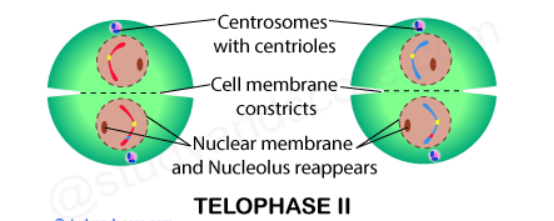 Centrosomes
with centrioles
Cell membrane
constricts
Nuclear membrane
and Nucleolus reappears
TELOPHASE II